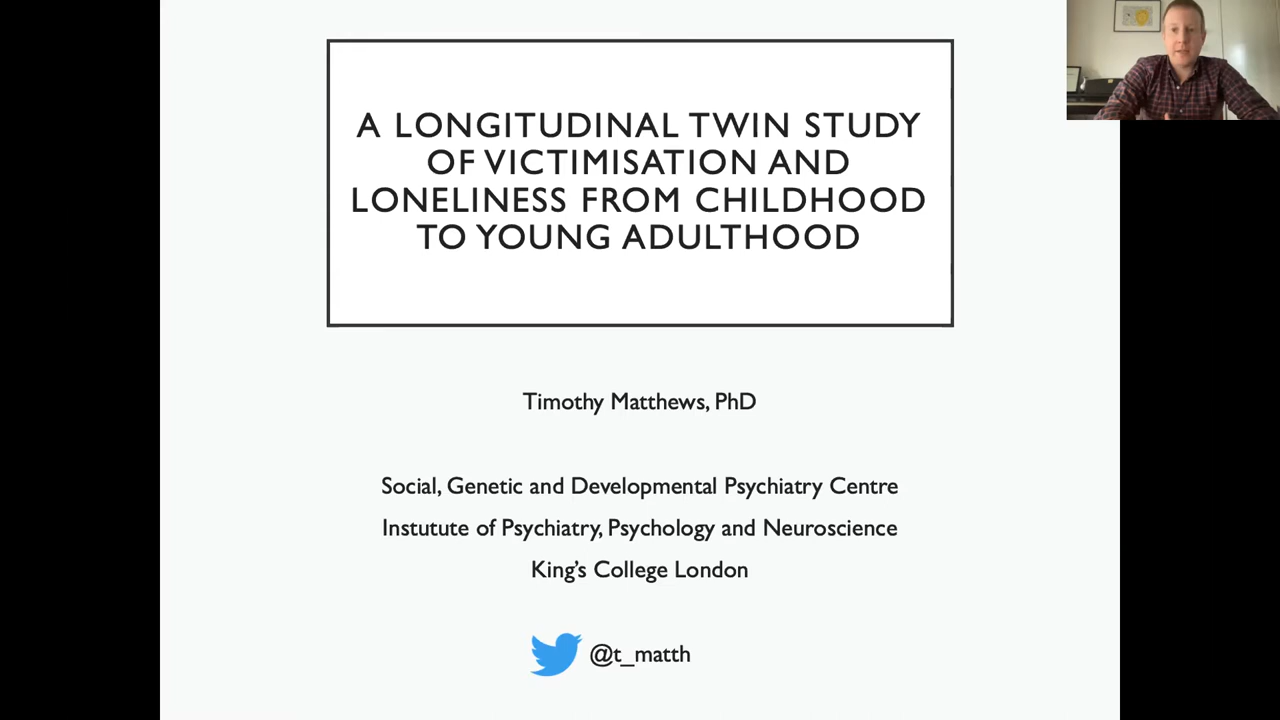 A LONGITUDINAL TWIN STUDY
OF VICTIMISATION AND
LONELINESS FROM CHILDHOOD
TO YOUNG ADULTHOOD
Timothy Matthews, PhD
Social, Genetic and Developmental Psychiatry Centre
Instutute of Psychiatry, Psychology and Neuroscience
King's College London
@t_matth